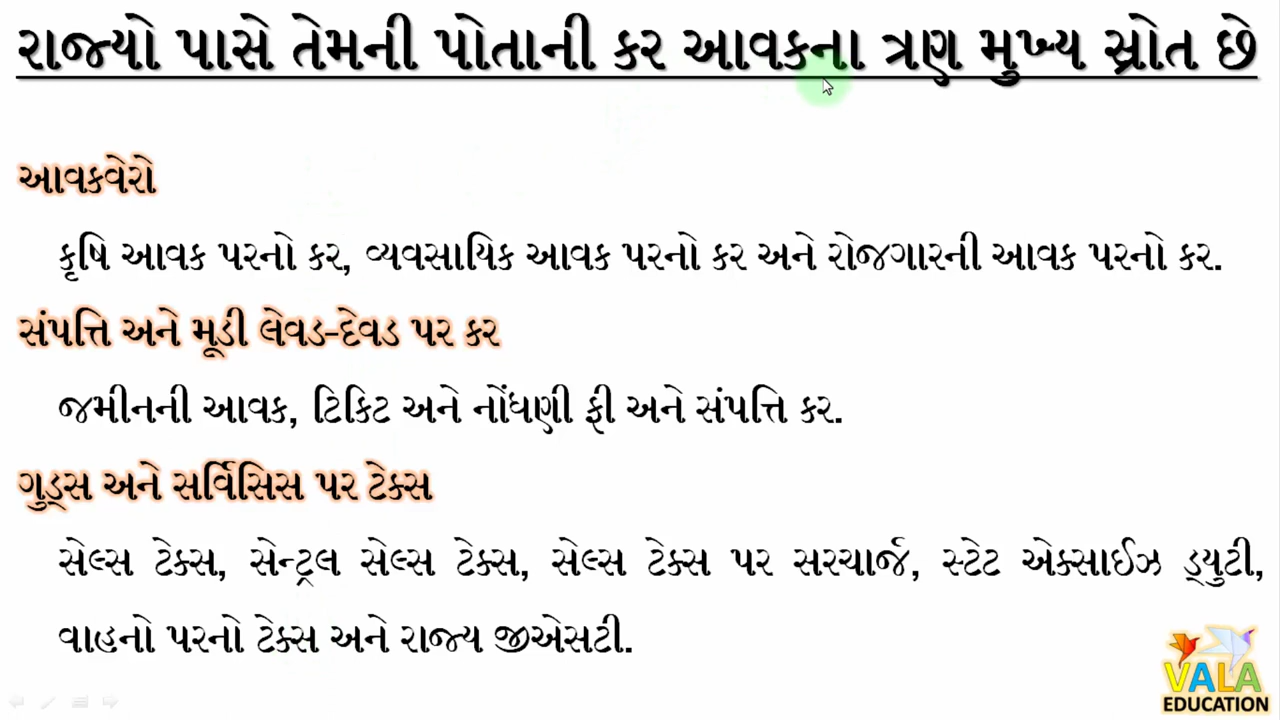 રાજ્યો પાસે તેમની પોતાની કર આવકના ત્રણ મુખ્ય સ્રોત છે
આવકવેરો
કૃષિ આવક પરનો કર, વ્યવસાયિક આવક પરનો કર અને રોજગારની આવક પરનો કર.
સંપત્તિ અને મૂડી લેવડ-દેવડ પર કર
જમીનની આવક, ટિકિટ અને નોંધણી ફી અને સંપત્તિ કર.
ગુડ્સ અને સર્વિસિસ પર ટેક્સ
સેલ્સ ટેક્સ, સેન્ટ્રલ સેલ્સ ટેક્સ, સેલ્સ ટેક્સ પર સરચાર્જ, સ્ટેટ એક્સાઈઝ ડ્યુટી,
વાહનો પરનો ટેક્સ અને રાજ્ય જીએસટી.
VALA
EDUCATION